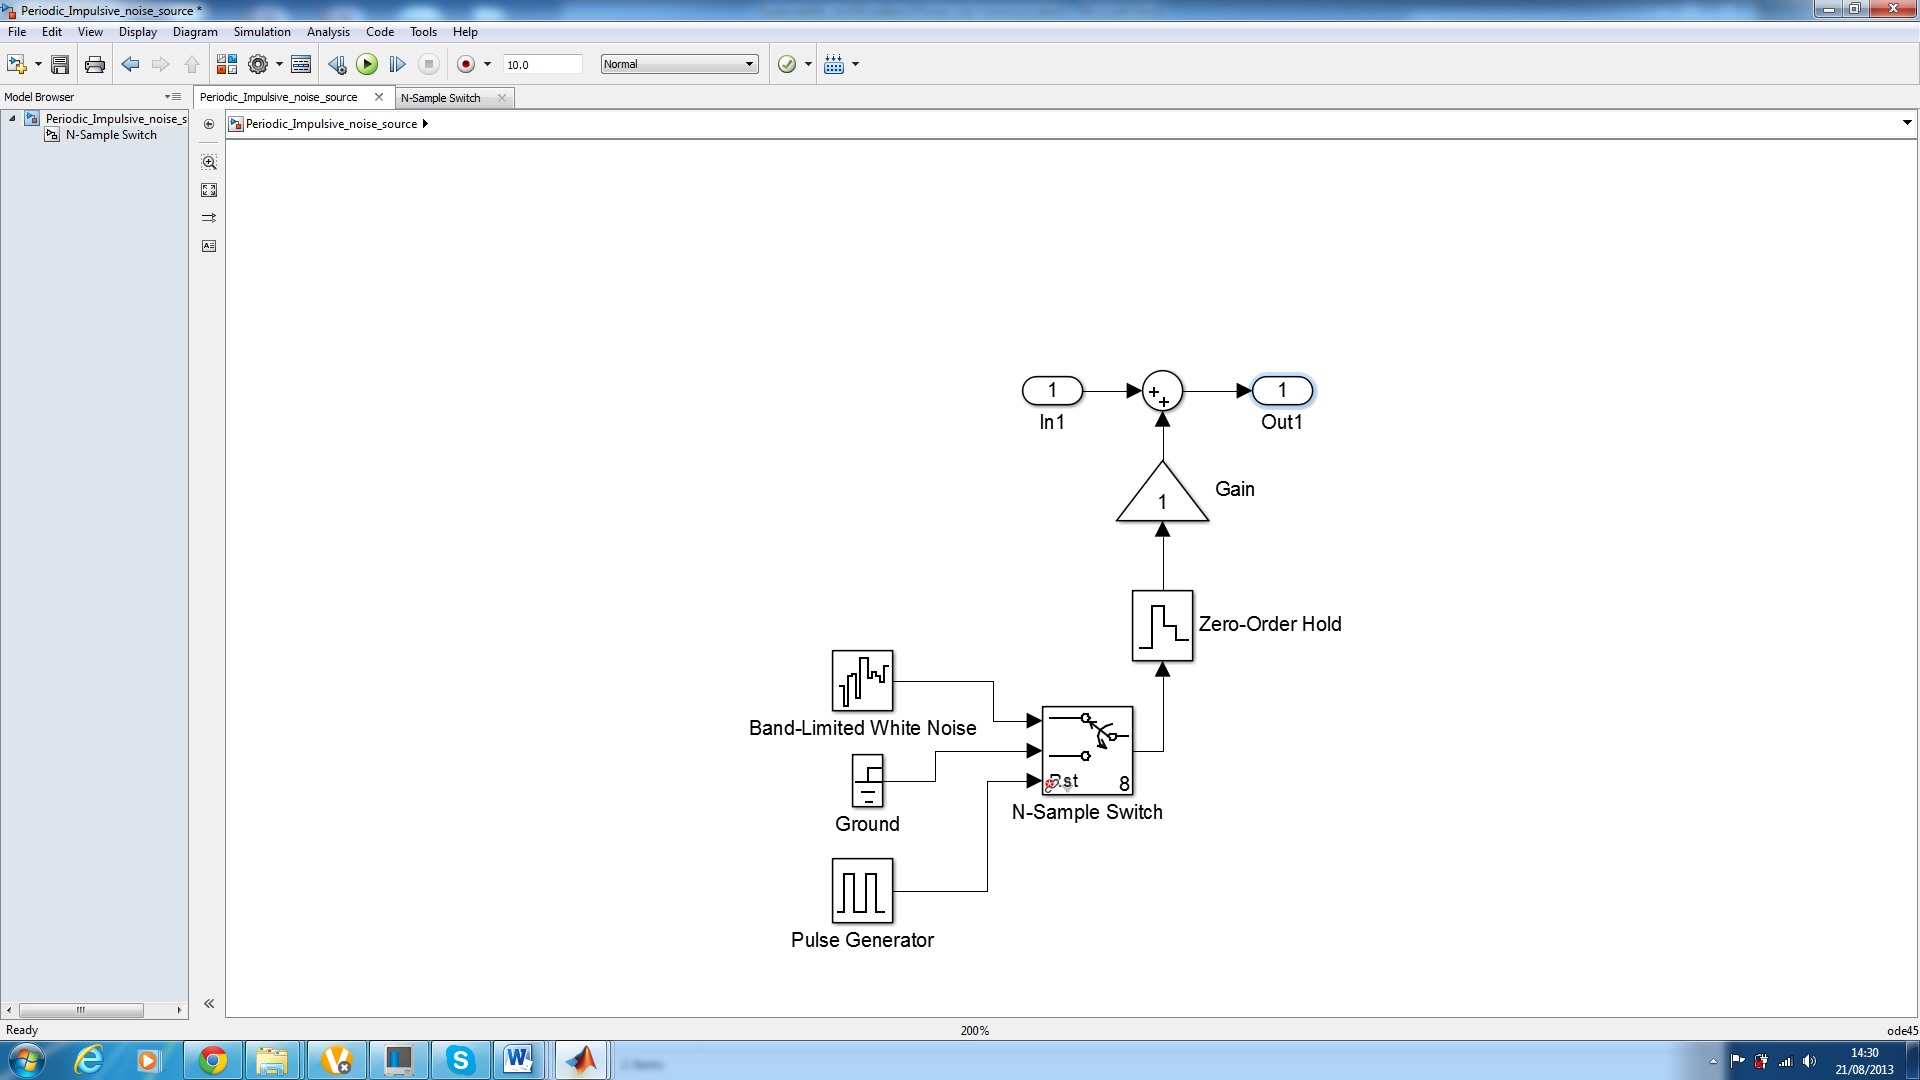 Periodic_Impulsive_noise_source *
File Edit View Display Diagram Simulation Analysis Code Tools Help
10.0
Normal
Model Browser
Periodic_Impulsive_noise_source
N-Sample Switch
Periodic_Impulsive_noise_s
N-Sample Switch
Periodic_Impulsive_noise_source
1
1
In1
Out1
Gain
1
Zero-Order Hold
Band-Limited White Noise
Rst
8
N-Sample Switch
Ground
Pulse Generator
Ready
200%
ode45
14:30
21/08/2013